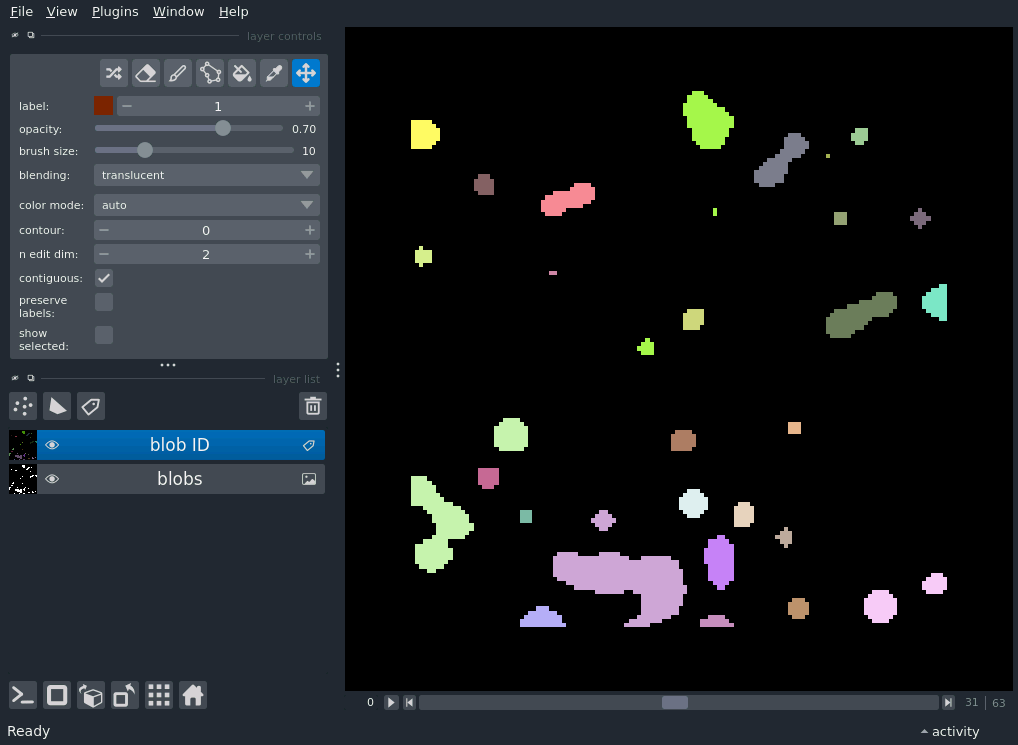 File View Plugins Window Help
layer controls
label: 1
opacity: 0.70
brush size: 10
blending: translucent
color mode: auto
contour: 0
n edit dim: 2
contiguous:
preserve
labels:
show
selected:
layer list
blob ID
blobs
0 31 | 63
Ready activity